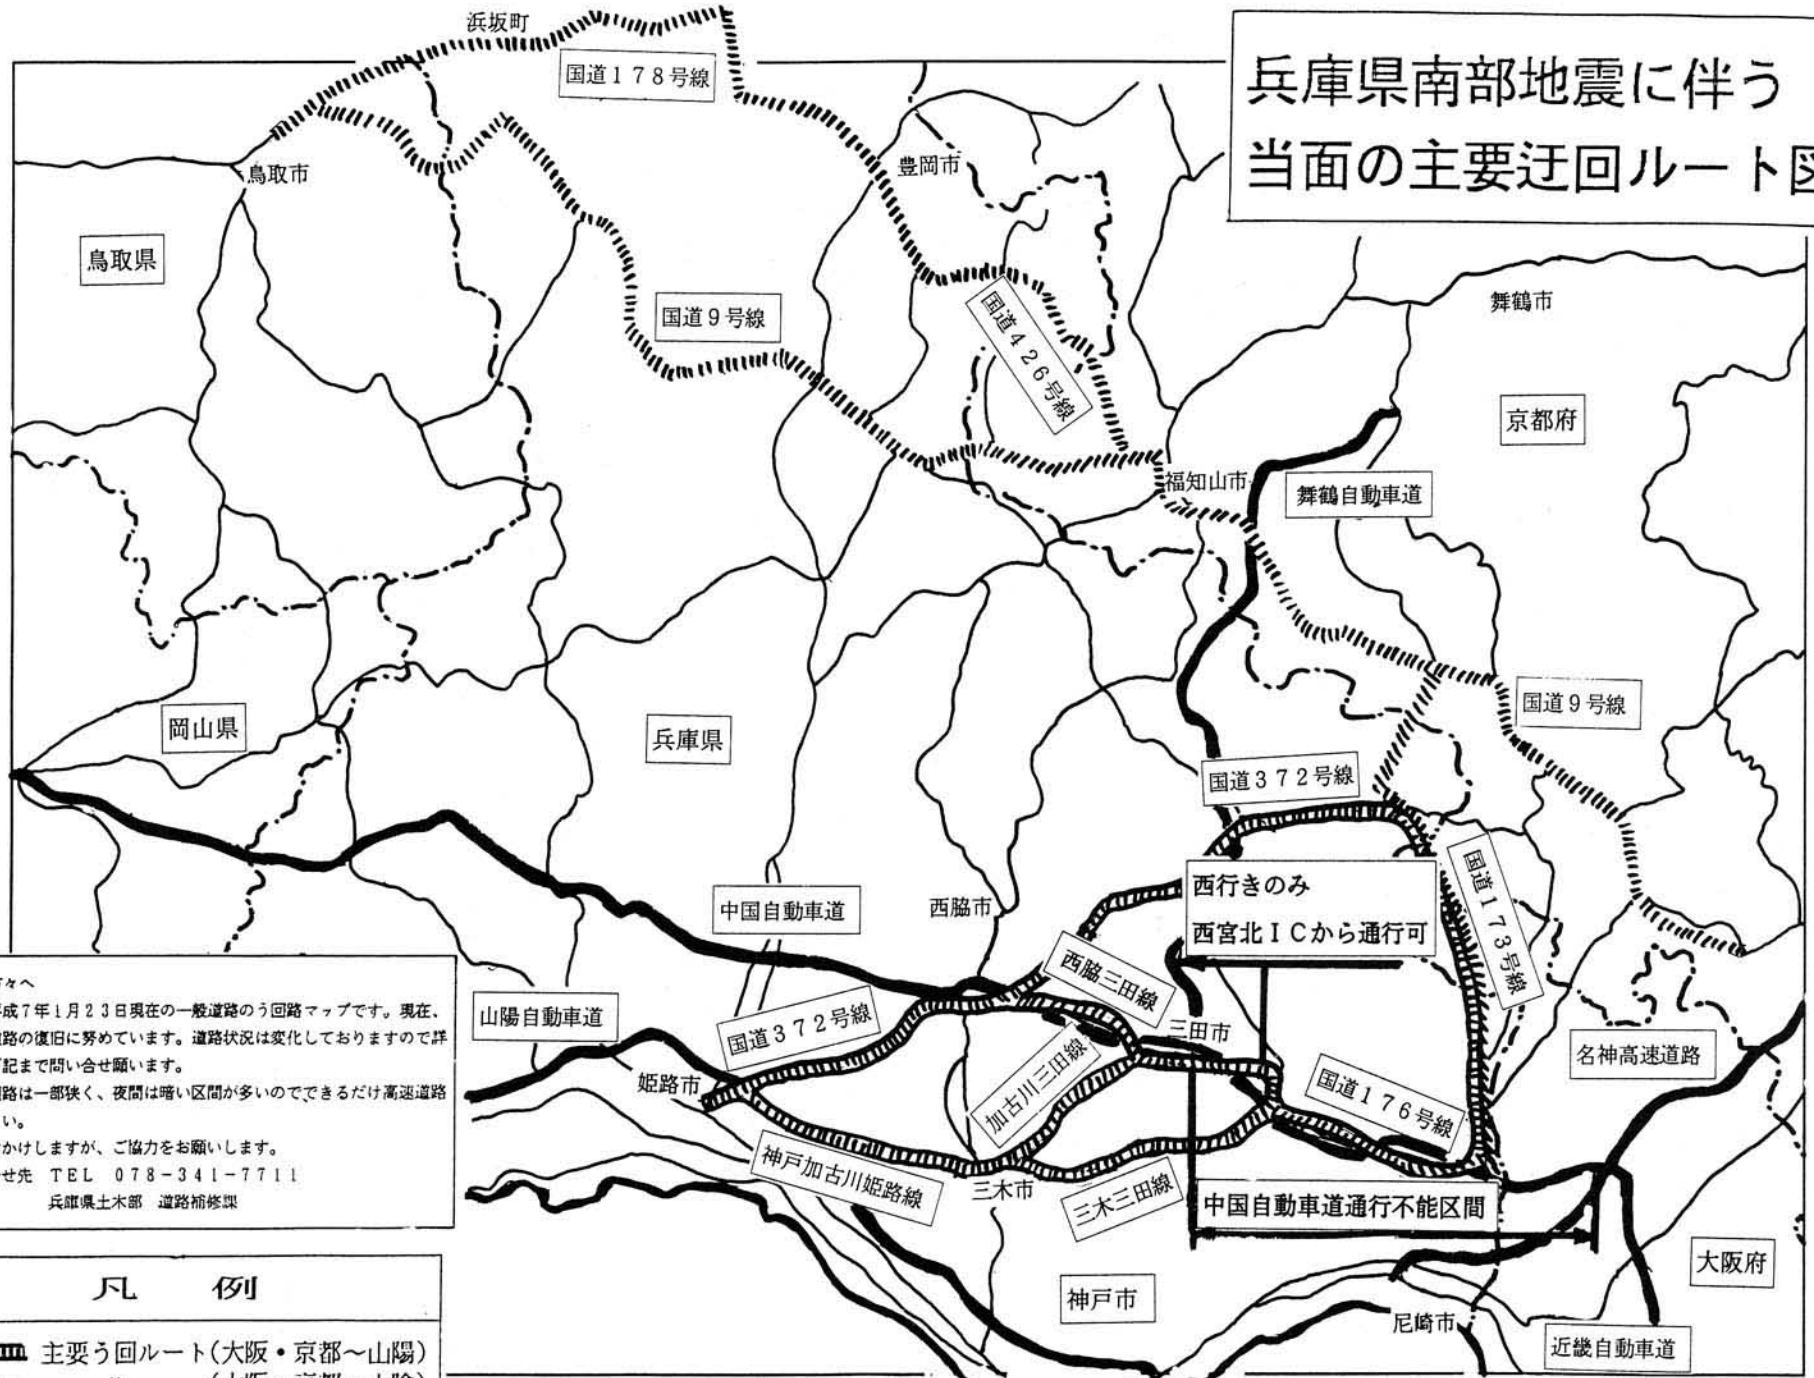 兵庫県南部地震に伴う
当面の主要迂回ルート図
浜坂町
国道178号線
鳥取市
豊岡市
鳥取県
国道9号線
国道426号線
舞鶴市
京都府
福知山市
舞鶴自動車道
岡山県
兵庫県
国道9号線
国道372号線
中国自動車道
西脇市
西行きのみ
西宮北ICから通行可
国道173号線
西脇三田線
山陽自動車道
国道372号線
三田市
名神高速道路
姫路市
加古川三田線
国道176号線
神戸加古川姫路線
三木市
三木三田線
中国自動車道通行不能区間
大阪府
神戸市
尼崎市
近畿自動車道
々へ
成7年1月23日現在の一般道路のう回路マップです。現在、
路の復旧に努めています。道路状況は変化しておりますので詳
記まで問い合せ願います。
路は一部狭く、夜間は暗い区間が多いのでできるだけ高速道路
い。
かけしますが、ご協力をお願いします。
せ先 TEL 078-341-7711
兵庫県土木部 道路補修課
凡 例
主要う回ルート(大阪・京都〜山陽)